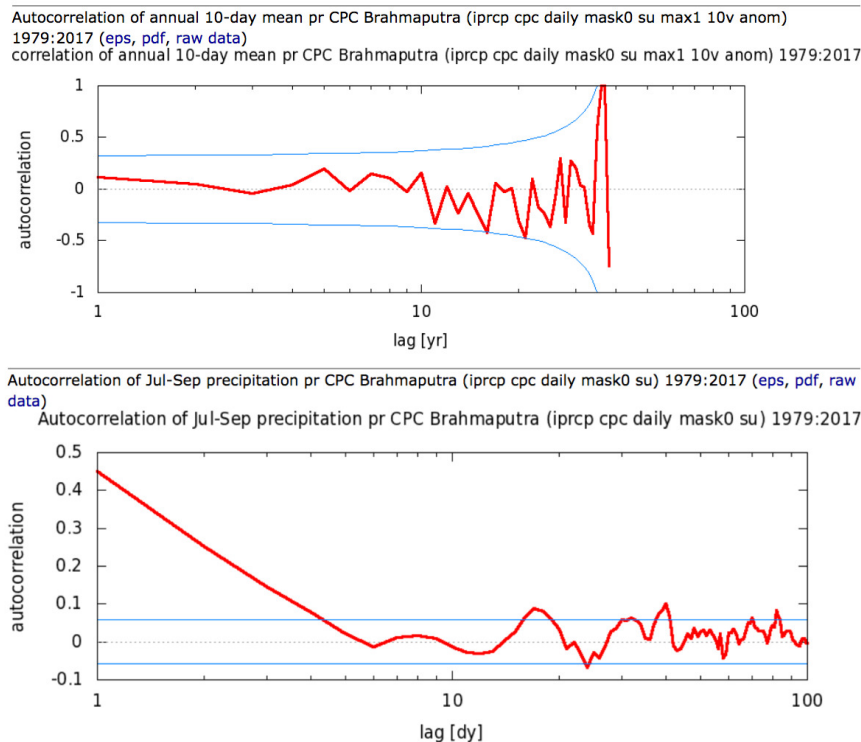 Autocorrelation of annual 10-day mean pr CPC Brahmaputra (iprcp cpc daily mask0 su max1 10v anom)
1979:2017 (eps, pdf, raw data)
correlation of annual 10-day mean pr CPC Brahmaputra (iprcp cpc daily mask0 su max1 10v anom) 1979:2017
1
0.5
0
-0.5
-1
autocorrelation
1 10 100
lag [yr]
Autocorrelation of Jul-Sep precipitation pr CPC Brahmaputra (iprcp cpc daily mask0 su) 1979:2017 (eps, pdf, raw
data)
Autocorrelation of Jul-Sep precipitation pr CPC Brahmaputra (iprcp cpc daily mask0 su) 1979:2017
0.5
0.4
0.3
0.2
0.1
0
-0.1
autocorrelation
1 10 100
lag [dy]